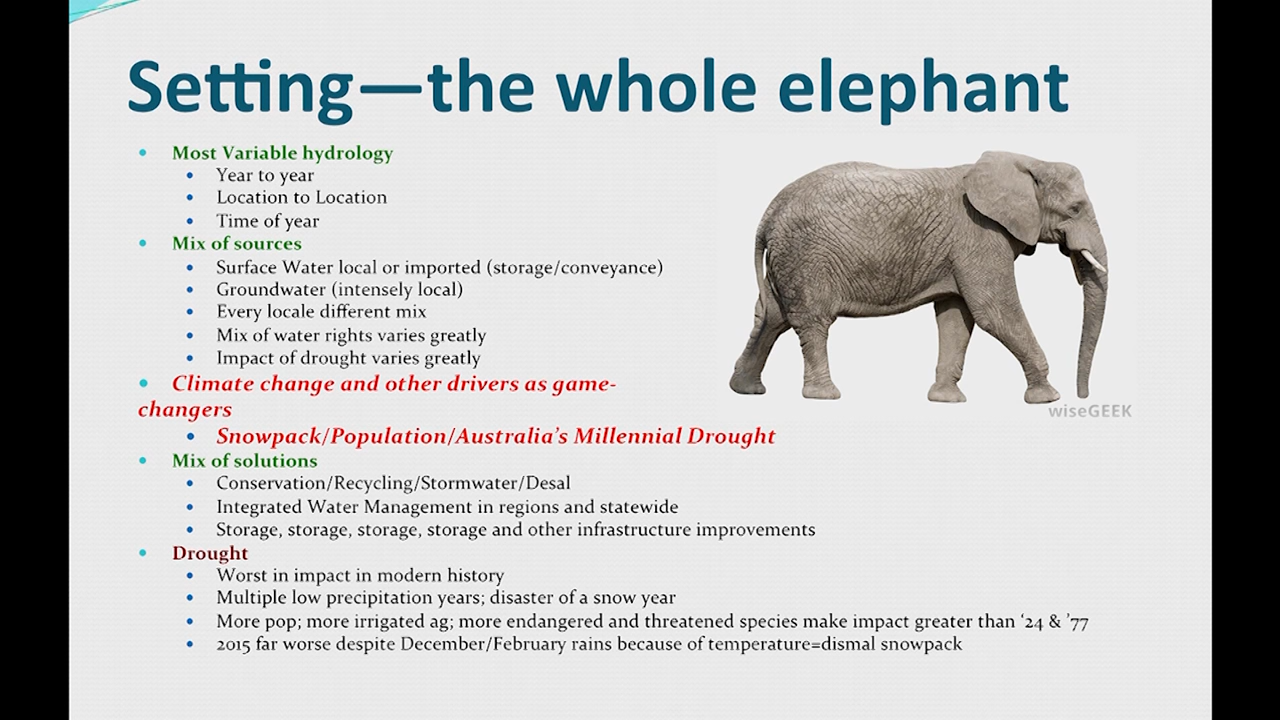 Setting—the whole elephant
• Most Variable hydrology
• Year to year
• Location to Location
• Time of year
• Mix of sources
• Surface Water local or imported (storage/conveyance)
• Groundwater (intensely local)
• Every locale different mix
• Mix of water rights varies greatly
• Impact of drought varies greatly
• Climate change and other drivers as game-
changers
• Snowpack/Population/Australia’s Millennial Drought
• Mix of solutions
• Conservation/Recycling/Stormwater/Desal
• Integrated Water Management in regions and statewide
• Storage, storage, storage, storage and other infrastructure improvements
• Drought
• Worst in impact in modern history
• Multiple low precipitation years; disaster of a snow year
• More pop; more irrigated ag; more endangered and threatened species make impact greater than ‘24 & ’77
• 2015 far worse despite December/February rains because of temperature=dismal snowpack
wiseGEEK